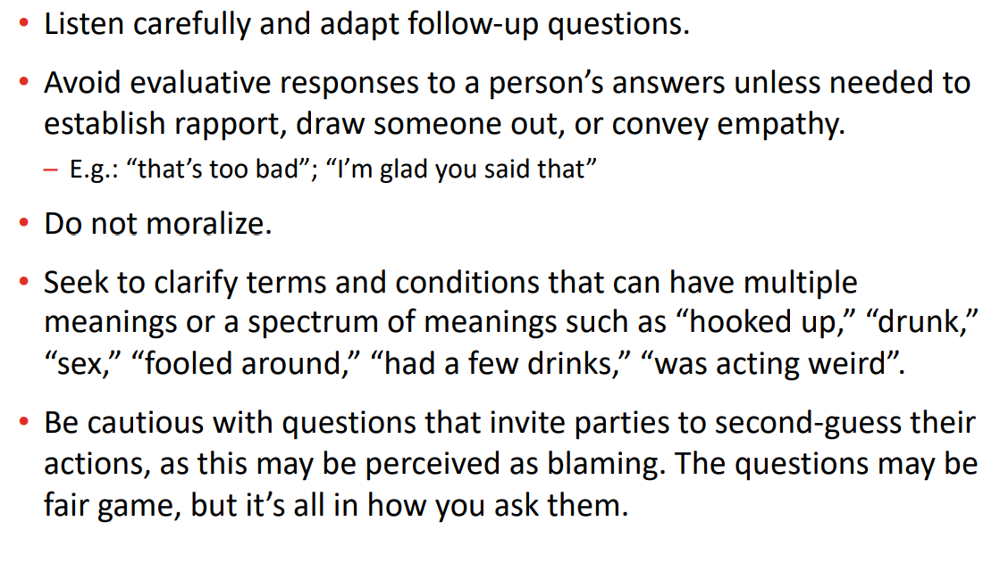 • Listen carefully and adapt follow-up questions.
• Avoid evaluative responses to a person’s answers unless needed to
establish rapport, draw someone out, or convey empathy.
– E.g.: “that’s too bad”; “I’m glad you said that”
• Do not moralize.
• Seek to clarify terms and conditions that can have multiple
meanings or a spectrum of meanings such as “hooked up,” “drunk,”
“sex,” “fooled around,” “had a few drinks,” “was acting weird”.
• Be cautious with questions that invite parties to second-guess their
actions, as this may be perceived as blaming. The questions may be
fair game, but it’s all in how you ask them.